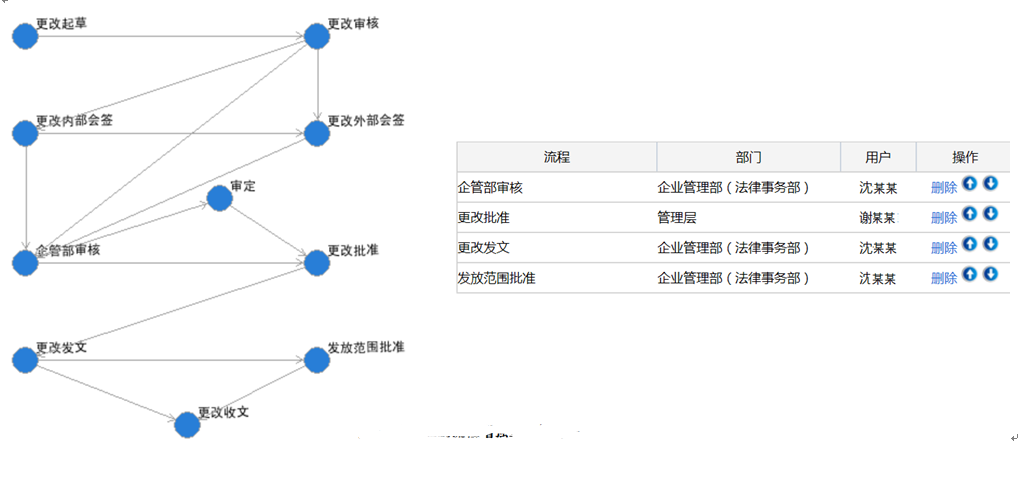 更改起草
更改审核
更改内部会签
更改外部会签
审定
企管部审核
更改批准
更改发文
发放范围批准
更改收文
流程 部门 用户 操作
企管部审核 企业管理部（法律事务部） 沈某某 删除
更改批准 管理层 谢某某 删除
更改发文 企业管理部（法律事务部） 沈某某 删除
发放范围批准 企业管理部（法律事务部） 沈某某 删除